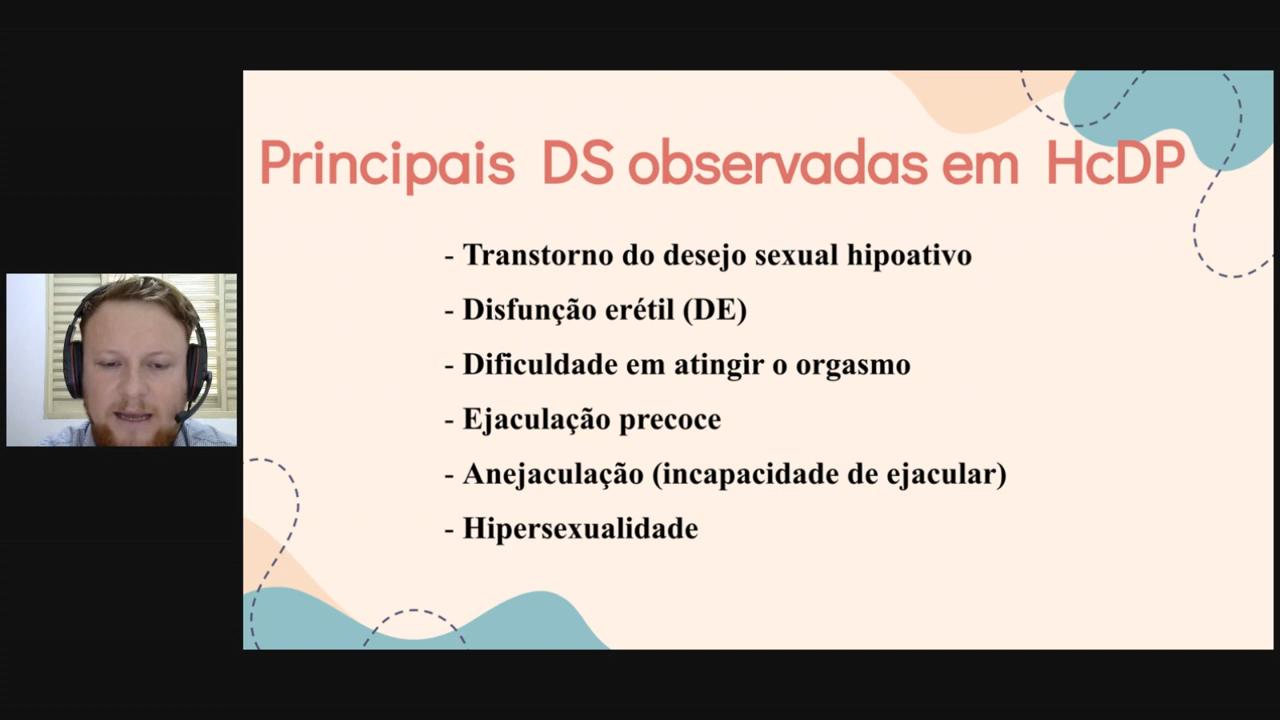 Principais DS observadas em HcDP
- Transtorno do desejo sexual hipoativo
- Disfunção erétil (DE)
- Dificuldade em atingir o orgasmo
- Ejaculação precoce
- Anejaculação (incapacidade de ejacular)
- Hipersexualidade